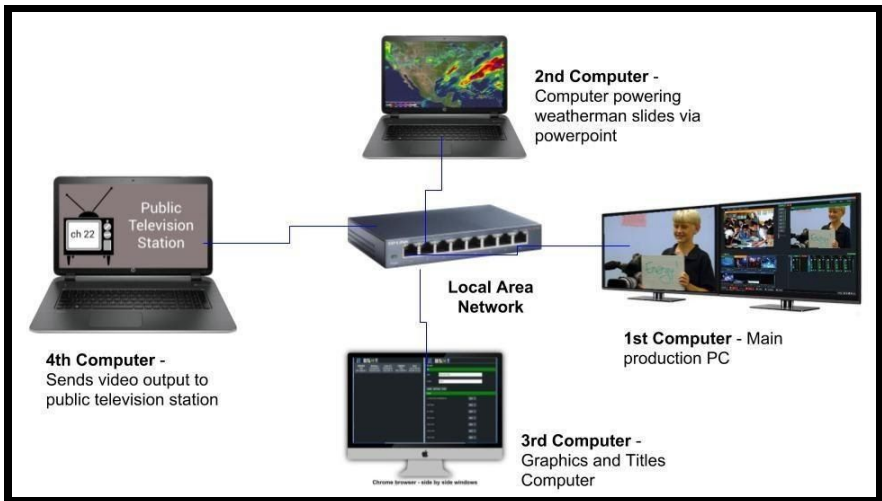 2nd Computer -
Computer powering
weatherman slides via
powerpoint
Public
Television
Station
ch 22
Local Area
Network
Energy
1st Computer - Main
production PC
4th Computer -
Sends video output to
public television station
3rd Computer -
Graphics and Titles
Computer
Chrome browser - side by side windows